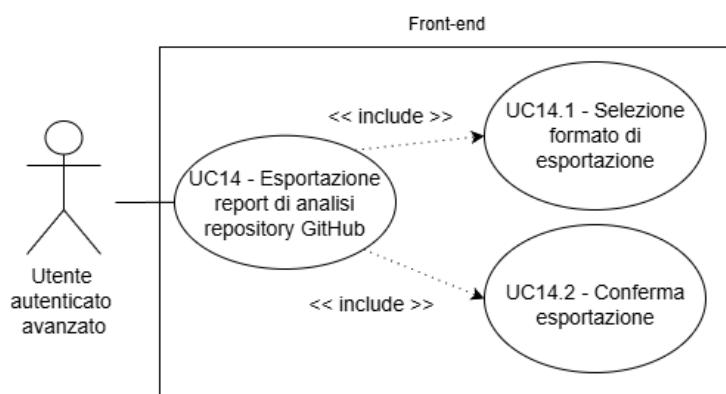 Front-end
<< include >>
UC14.1 - Selezione
formato di
esportazione
UC14 - Esportazione
report di analisi
repository GitHub
Utente
autenticato
avanzato
<< include >>
UC14.2 - Conferma
esportazione